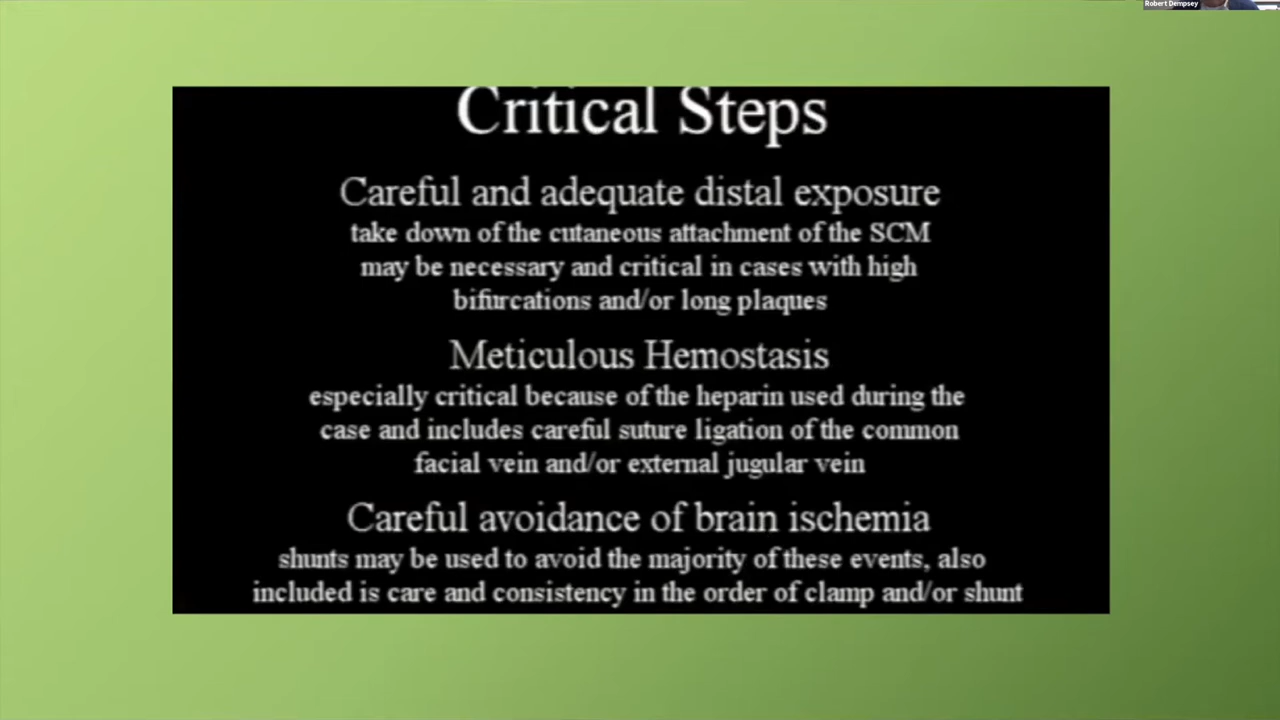 Robert Dempsey
Critical Steps
Careful and adequate distal exposure
take down of the cutaneous attachment of the SCM
may be necessary and critical in cases with high
bifurcations and/or long plaques
Meticulous Hemostasis
especially critical because of the heparin used during the
case and includes careful suture ligation of the common
facial vein and/or external jugular vein
Careful avoidance of brain ischemia
shunts may be used to avoid the majority of these events, also
included is care and consistency in the order of clamp and/or shunt